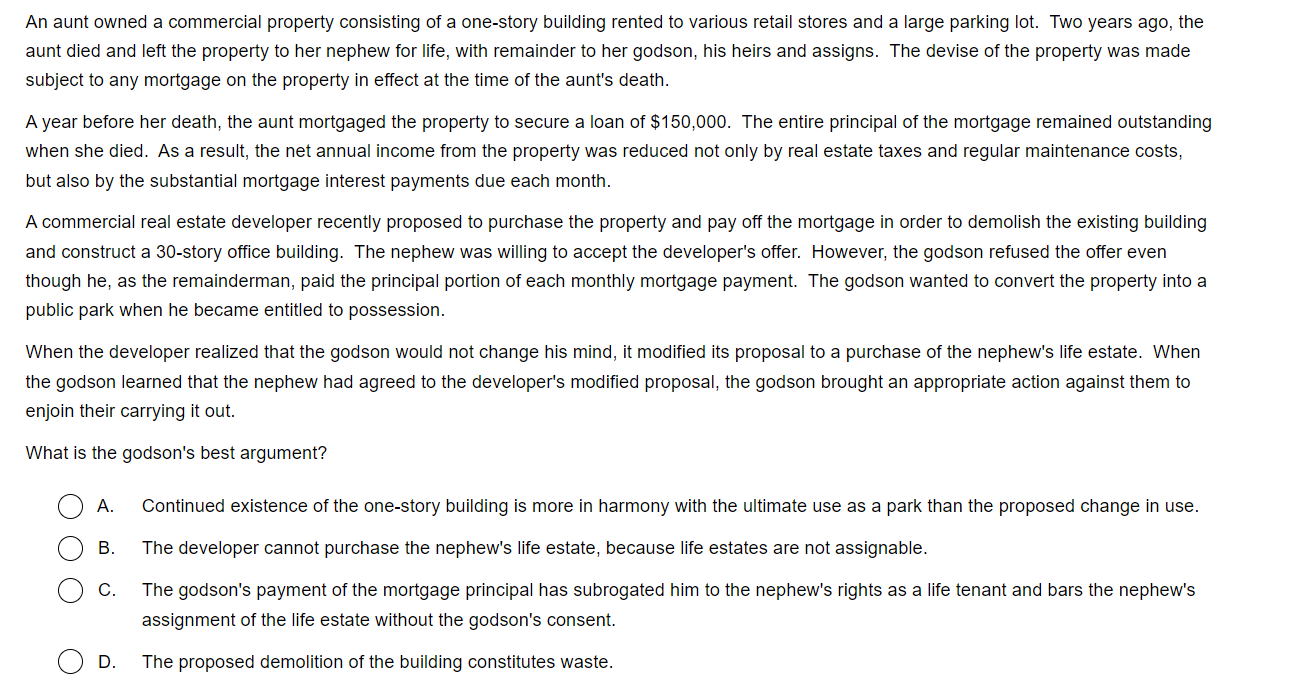 An aunt owned a commercial property consisting of a one-story building rented to various retail stores and a large parking lot.  Two years ago, the
aunt died and left the property to her nephew for life, with remainder to her godson, his heirs and assigns.  The devise of the property was made
subject to any mortgage on the property in effect at the time of the aunt's death.
A year before her death, the aunt mortgaged the property to secure a loan of $150,000.  The entire principal of the mortgage remained outstanding
when she died.  As a result, the net annual income from the property was reduced not only by real estate taxes and regular maintenance costs,
but also by the substantial mortgage interest payments due each month.
A commercial real estate developer recently proposed to purchase the property and pay off the mortgage in order to demolish the existing building
and construct a 30-story office building.  The nephew was willing to accept the developer's offer.  However, the godson refused the offer even
though he, as the remainderman, paid the principal portion of each monthly mortgage payment.  The godson wanted to convert the property into a
public park when he became entitled to possession.
When the developer realized that the godson would not change his mind, it modified its proposal to a purchase of the nephew's life estate.  When
the godson learned that the nephew had agreed to the developer's modified proposal, the godson brought an appropriate action against them to
enjoin their carrying it out.
What is the godson's best argument?
A. Continued existence of the one-story building is more in harmony with the ultimate use as a park than the proposed change in use.
B. The developer cannot purchase the nephew's life estate, because life estates are not assignable.
C. The godson's payment of the mortgage principal has subrogated him to the nephew's rights as a life tenant and bars the nephew's
assignment of the life estate without the godson's consent.
D. The proposed demolition of the building constitutes waste.